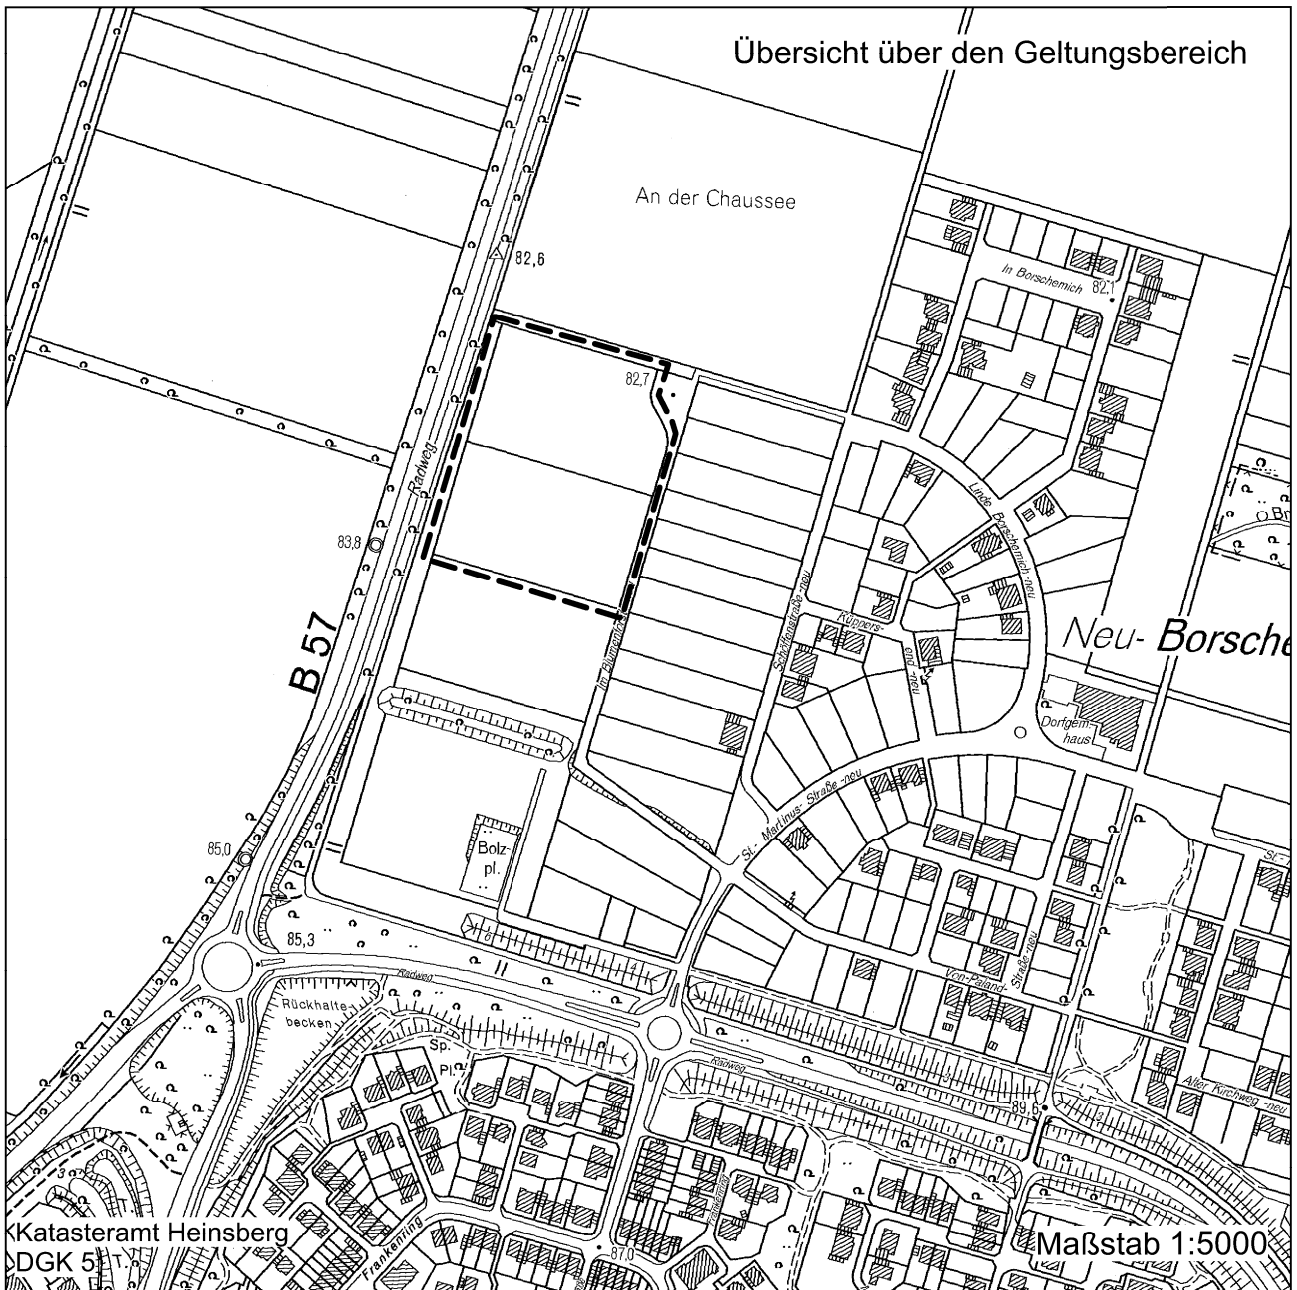 Übersicht über den Geltungsbereich
An der Chaussee
82,6
In Borschemich
82,1
82,7
Radweg
83,8
B 57
Linde Borschemich-neu
Schöffenstraße-neu
Küppers-
end-neu
Im Blumenfold
Neu- Borsche
Dorfgem.
haus
St.- Martinus- Straße -neu
Bolz-
pl.
85,0
85,3
Radweg
Rückhalte-
becken
Sp.
Pl.
Von-Paland-
Straße-neu
Radweg
89,6
Alter Kirchweg -neu
Frankenring
87,0
Katasteramt Heinsberg
DGK 5
Maßstab 1:5000